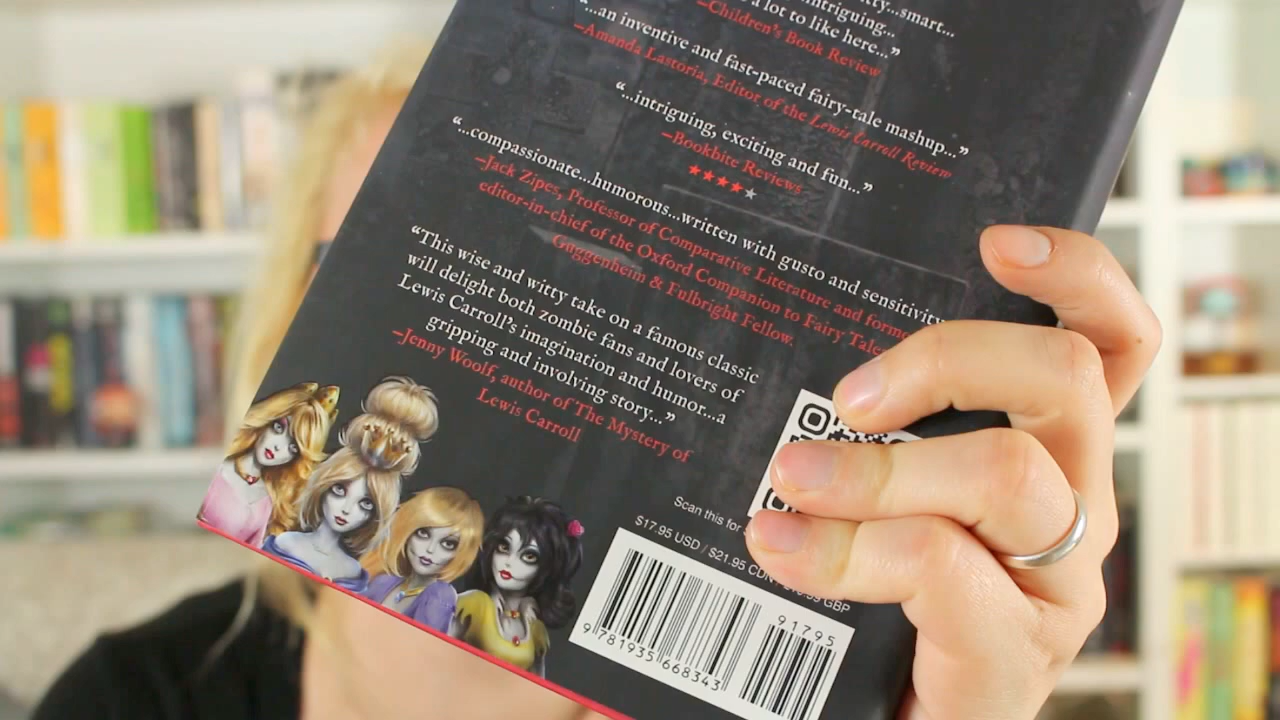 ...smart...
intriguing...
a lot to like here..."
–Children's Book Review
"...an inventive and fast-paced fairy-tale mashup..."
–Amanda Lastoria, Editor of the Lewis Carroll Review
"...intriguing, exciting and fun..."
–Bookbite Reviews
"...compassionate...humorous...written with gusto and sensitivity
–Jack Zipes, Professor of Comparative Literature and
editor-in-chief of the Oxford Companion to Fairy
Guggenheim & Fulbright Fellow.
"This wise and witty take on a famous classic
will delight both zombie fans and lovers of
Lewis Carroll's imagination and humor...a
gripping and involving story..."
–Jenny Woolf, author of The Mystery of
Lewis Carroll
Scan this for
$17.95 USD / $21.95 CDN GBP
91795
9781935668343